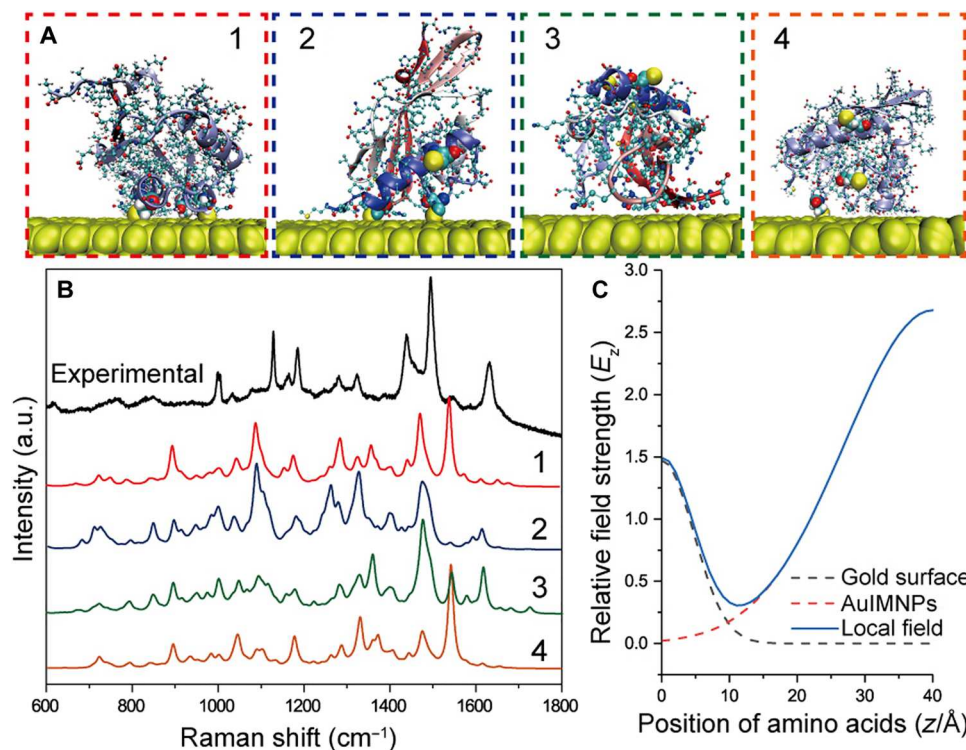 A
1
2
3
4
B
Experimental
1
2
3
4
Intensity (a.u.)
600 800 1000 1200 1400 1600 1800
Raman shift (cm⁻¹)
C
3.0
2.5
2.0
1.5
1.0
0.5
0.0
Relative field strength (E_z)
Gold surface
AuIMNPs
Local field
0 10 20 30 40
Position of amino acids (z/Å)